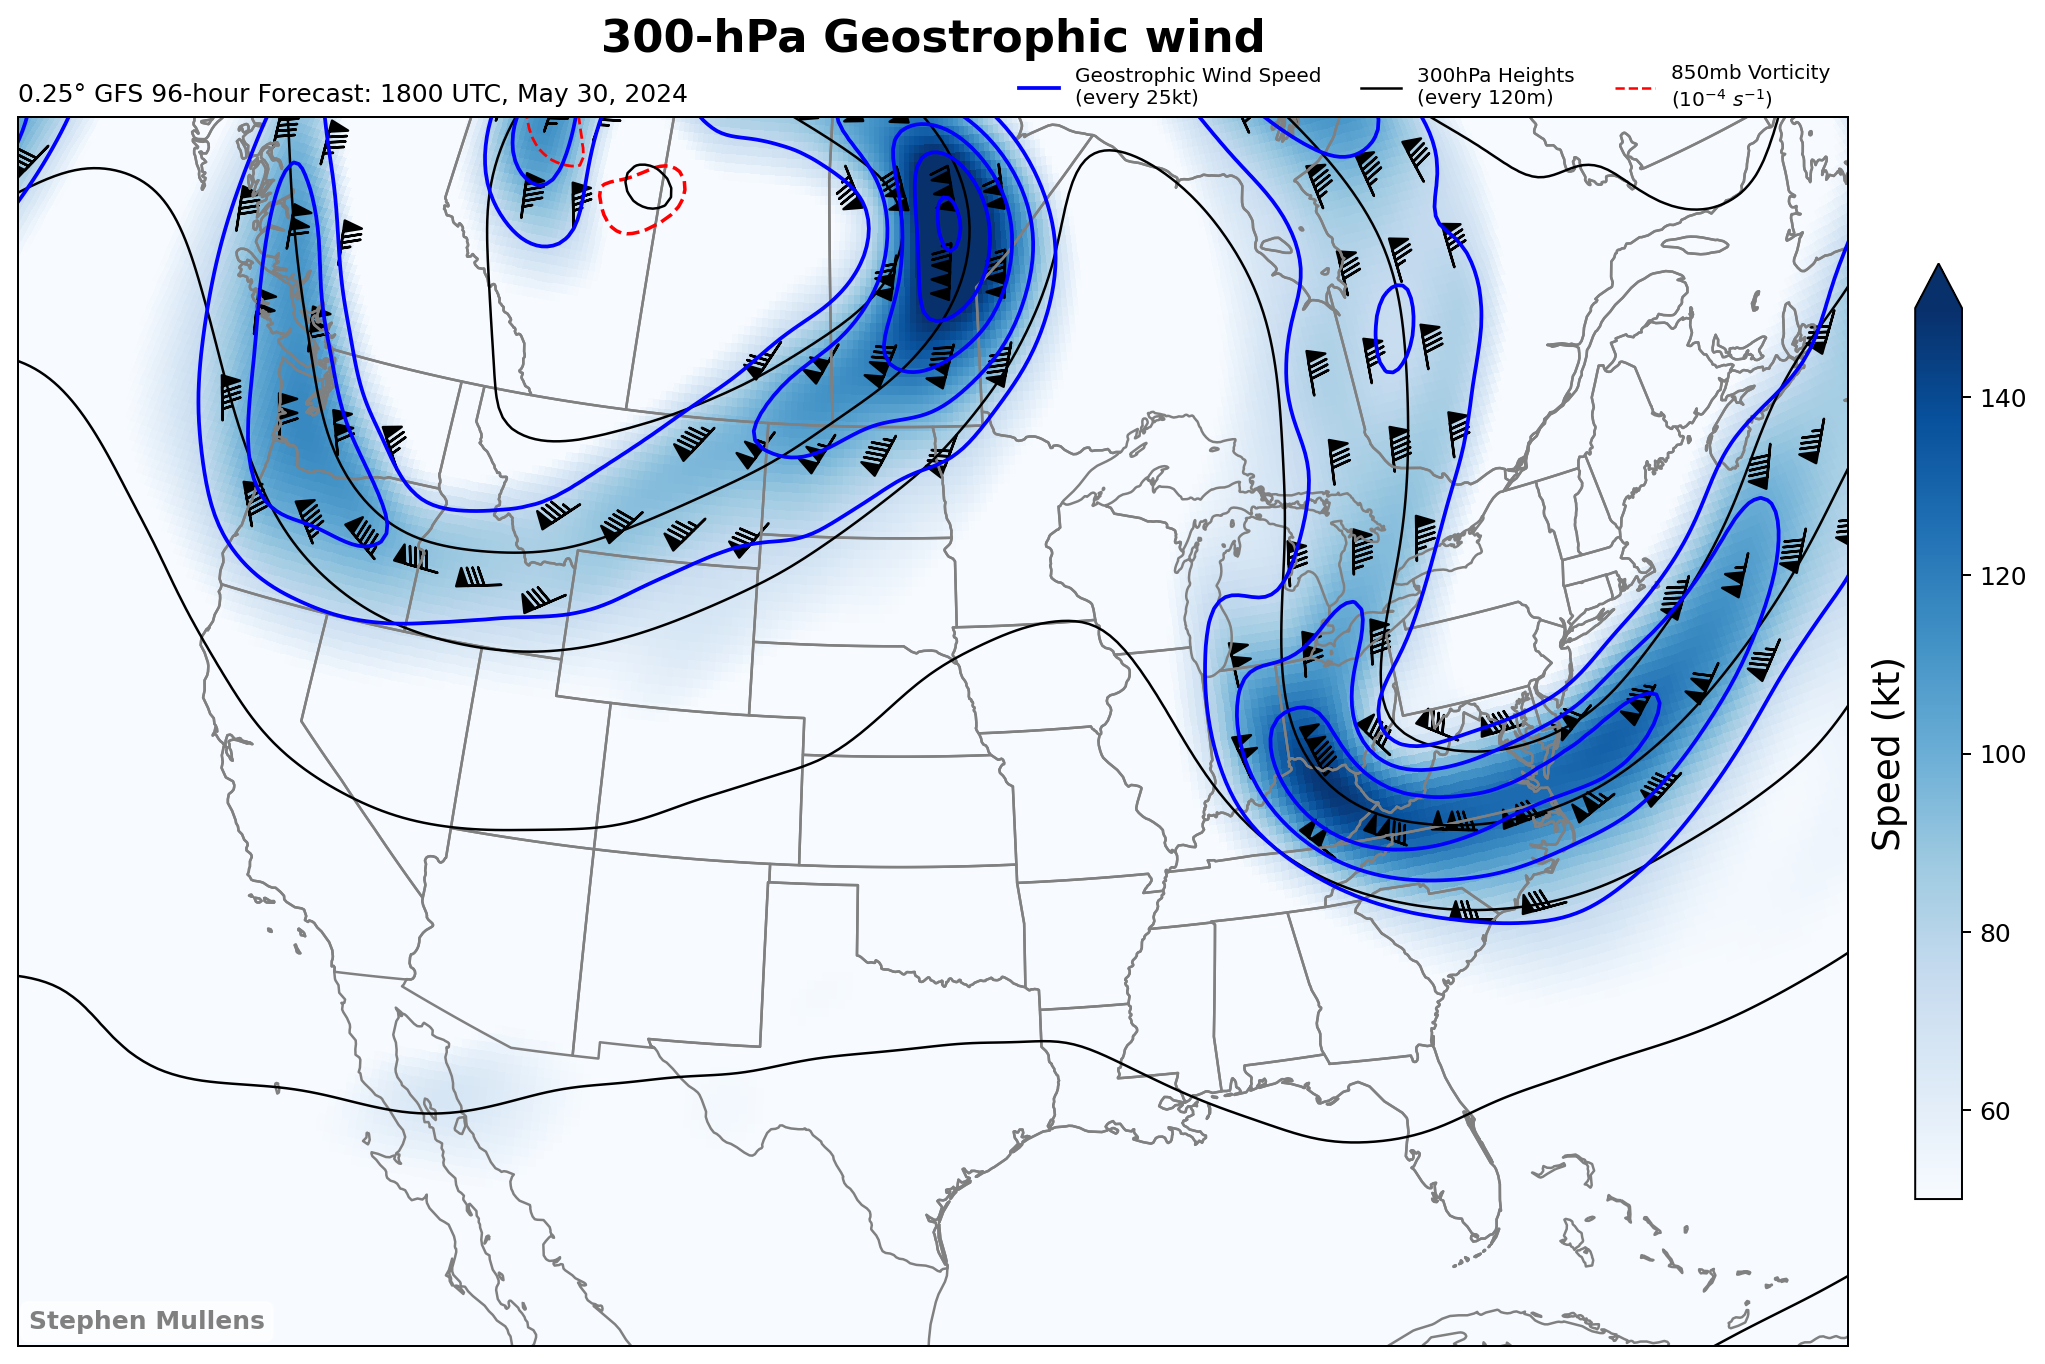 300-hPa Geostrophic wind
0.25° GFS 96-hour Forecast: 1800 UTC, May 30, 2024
Geostrophic Wind Speed
(every 25kt)
300hPa Heights
(every 120m)
850mb Vorticity
(10⁻⁴ s⁻¹)
140
120
100
80
60
Speed (kt)
Stephen Mullens